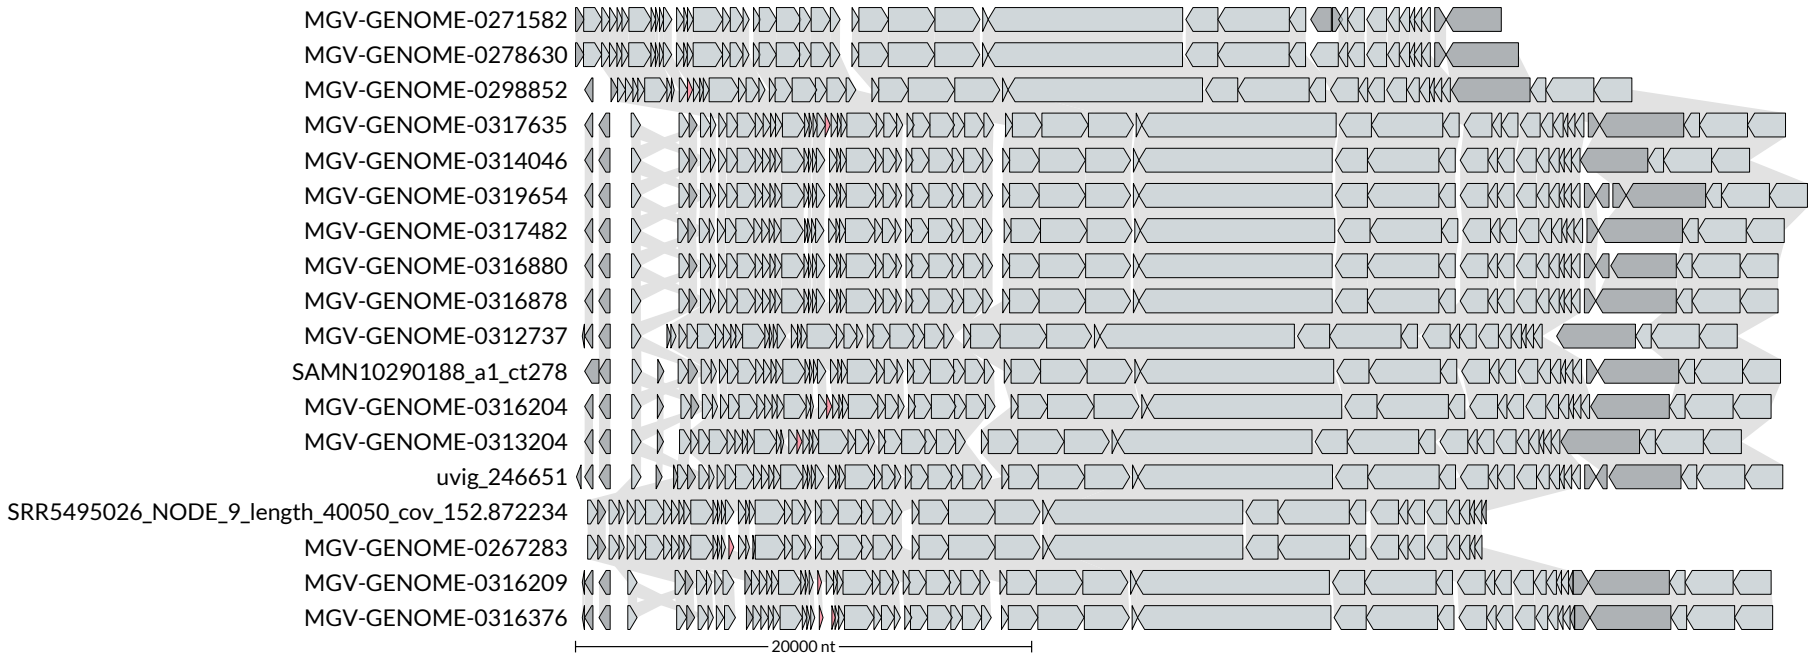 MGV-GENOME-0271582
MGV-GENOME-0278630
MGV-GENOME-0298852
MGV-GENOME-0317635
MGV-GENOME-0314046
MGV-GENOME-0319654
MGV-GENOME-0317482
MGV-GENOME-0316880
MGV-GENOME-0316878
MGV-GENOME-0312737
SAMN10290188_a1_ct278
MGV-GENOME-0316204
MGV-GENOME-0313204
uvig_246651
SRR5495026_NODE_9_length_40050_cov_152.872234
MGV-GENOME-0267283
MGV-GENOME-0316209
MGV-GENOME-0316376
20000 nt